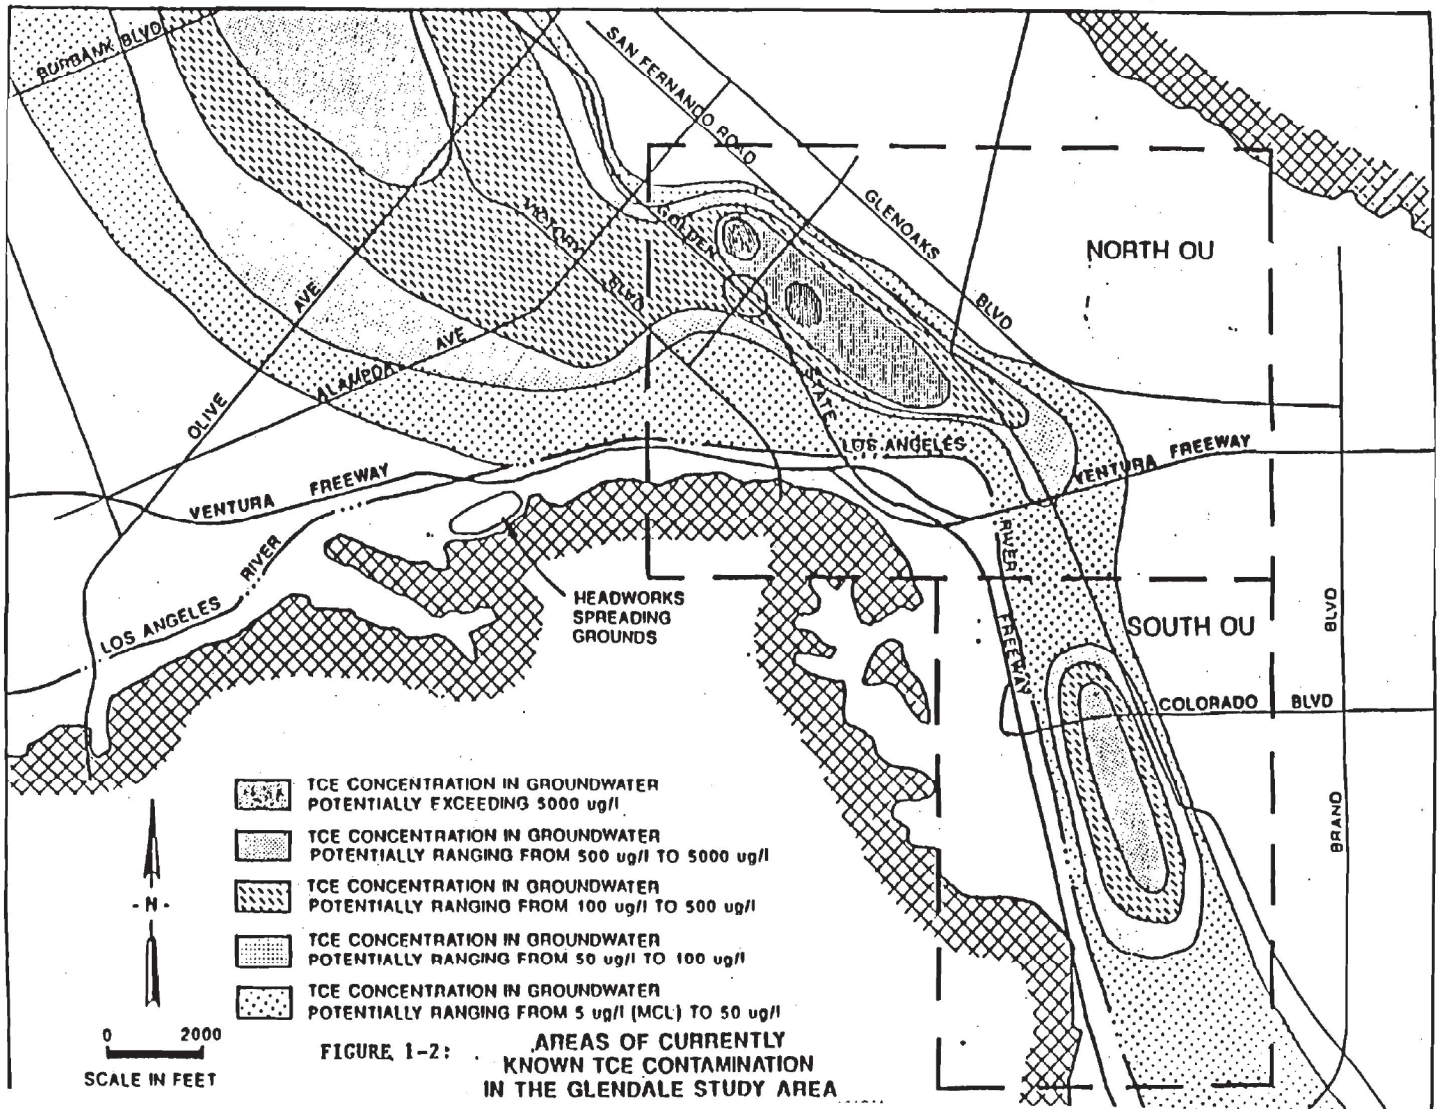 BURBANK BLVD
SAN FERNANDO ROAD
GLENOAKS
BLVD
NORTH OU
VICTORY
BLVD
GOLDEN
STATE
OLIVE
AVE
ALAMEDA
AVE
LOS ANGELES
VENTURA FREEWAY
VENTURA FREEWAY
RIVER
FREEWAY
LOS ANGELES
RIVER
HEADWORKS
SPREADING
GROUNDS
SOUTH OU
BLVD
COLORADO BLVD
BRAND
TCE CONCENTRATION IN GROUNDWATER
POTENTIALLY EXCEEDING 5000 ug/l
TCE CONCENTRATION IN GROUNDWATER
POTENTIALLY RANGING FROM 500 ug/l TO 5000 ug/l
TCE CONCENTRATION IN GROUNDWATER
POTENTIALLY RANGING FROM 100 ug/l TO 500 ug/l
TCE CONCENTRATION IN GROUNDWATER
POTENTIALLY RANGING FROM 50 ug/l TO 100 ug/l
TCE CONCENTRATION IN GROUNDWATER
POTENTIALLY RANGING FROM 5 ug/l (MCL) TO 50 ug/l
- N -
0 2000
SCALE IN FEET
FIGURE 1-2:
AREAS OF CURRENTLY
KNOWN TCE CONTAMINATION
IN THE GLENDALE STUDY AREA